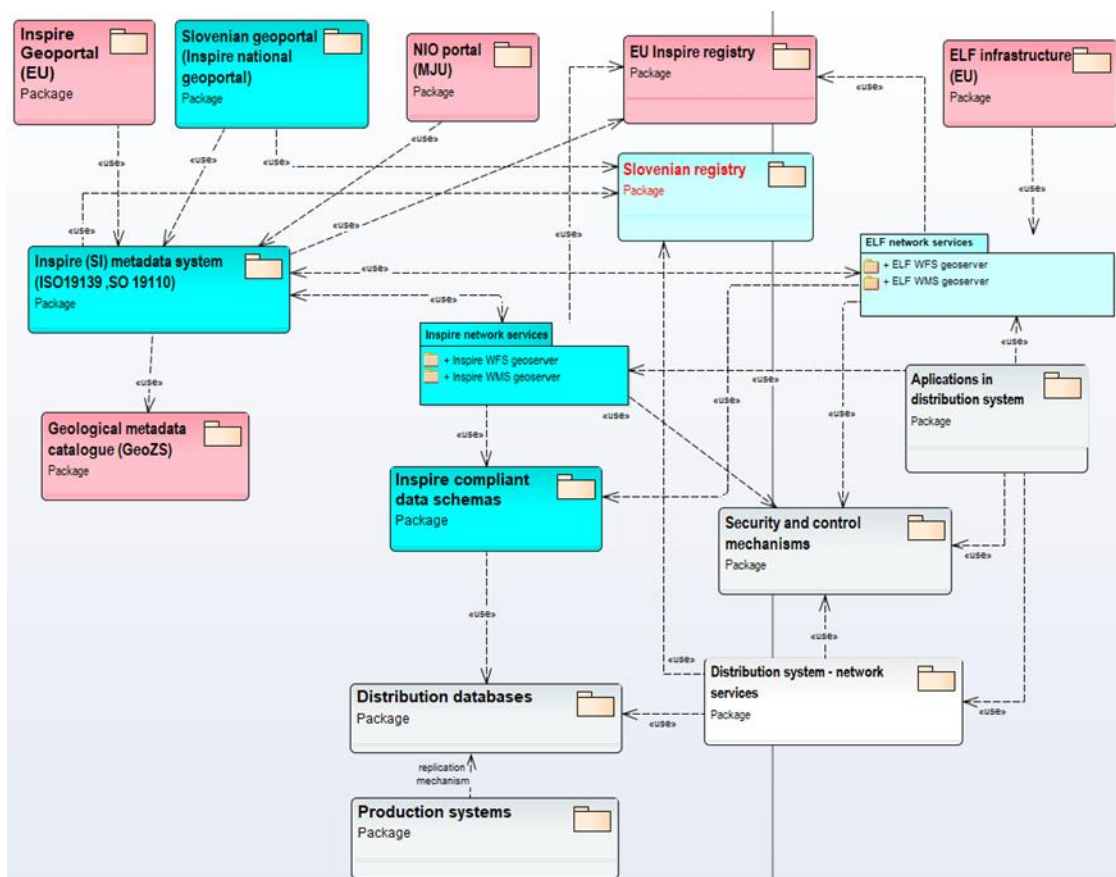 Inspire
Geoportal
(EU)
Package
Slovenian geoportal
(Inspire national
geoportal)
Package
NIO portal
(MJU)
Package
EU Inspire registry
Package
ELF infrastructure
(EU)
Package
«use»
«use»
«use»
«use»
«use»
«use»
«use»
«use»
«use»
Slovenian registry
Package
Inspire (SI) metadata system
(ISO19139 ,SO 19110)
Package
ELF network services
+ ELF WFS geoserver
+ ELF WMS geoserver
«use»
«use»
Inspire network services
+ Inspire WFS geoserver
+ Inspire WMS geoserver
«use»
«use»
«use»
«use»
Aplications in
distribution system
Package
«use»
«use»
«use»
Geological metadata
catalogue (GeoZS)
Package
Inspire compliant
data schemas
Package
Security and control
mechanisms
Package
«use»
«use»
«use»
«use»
Distribution system - network
services
Package
«use»
«use»
Distribution databases
Package
replication
mechanism
Production systems
Package